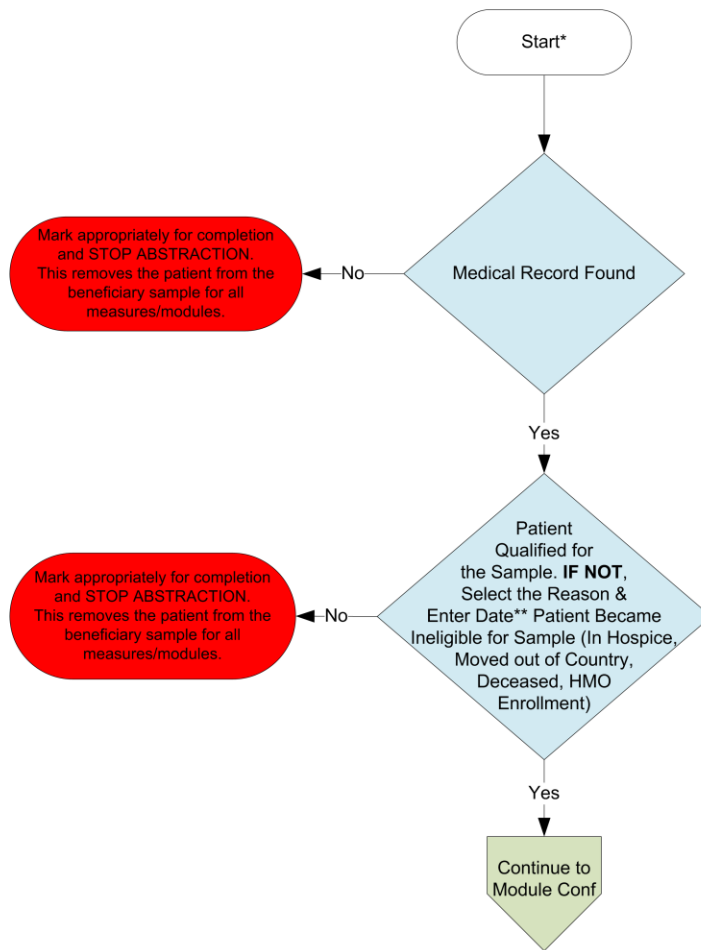 Start*
Medical Record Found
No
Mark appropriately for completion
and STOP ABSTRACTION.
This removes the patient from the
beneficiary sample for all
measures/modules.
Yes
Patient
Qualified for
the Sample. IF NOT,
Select the Reason &
Enter Date** Patient Became
Ineligible for Sample (In Hospice,
Moved out of Country,
Deceased, HMO
Enrollment)
No
Mark appropriately for completion
and STOP ABSTRACTION.
This removes the patient from the
beneficiary sample for all
measures/modules.
Yes
Continue to
Module Conf